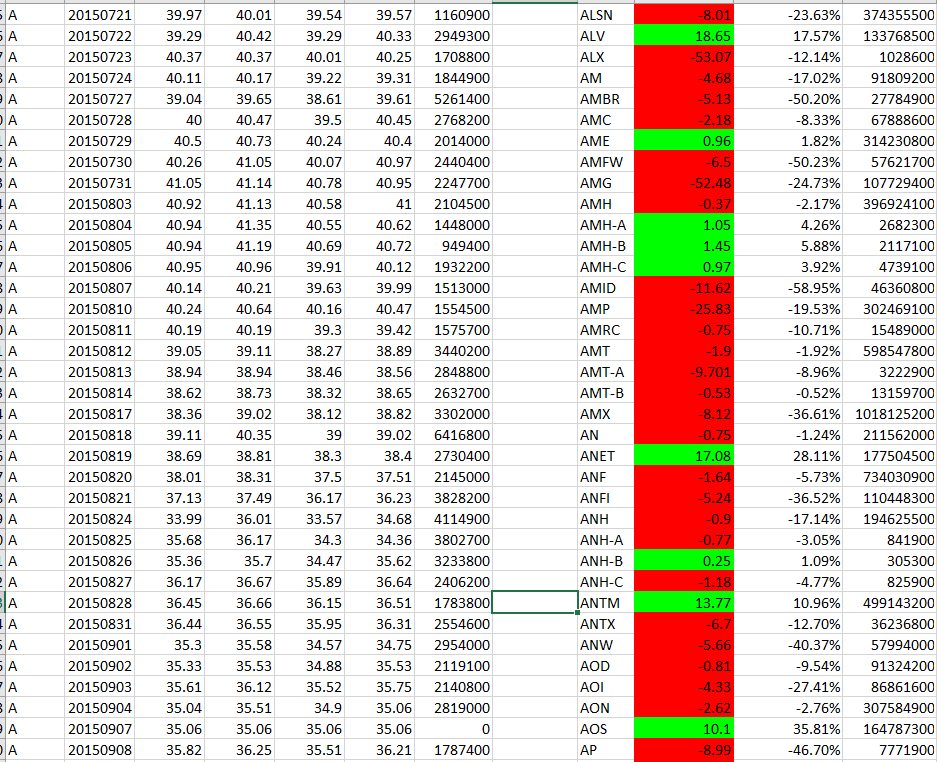 A 20150721 39.97 40.01 39.54 39.57 1160900 ALSN -8.01 -23.63% 374355500
A 20150722 39.29 40.42 39.29 40.33 2949300 ALV 18.65 17.57% 133768500
A 20150723 40.37 40.37 40.01 40.25 1708800 ALX -53.07 -12.14% 1028600
A 20150724 40.11 40.17 39.22 39.31 1844900 AM -4.68 -17.02% 91809200
A 20150727 39.04 39.65 38.61 39.61 5261400 AMBR -5.13 -50.20% 27784900
A 20150728 40 40.47 39.5 40.45 2768200 AMC -2.18 -8.33% 67888600
A 20150729 40.5 40.73 40.24 40.4 2014000 AME 0.96 1.82% 314230800
A 20150730 40.26 41.05 40.07 40.97 2440400 AMFW -6.5 -50.23% 57621700
A 20150731 41.05 41.14 40.78 40.95 2247700 AMG -52.48 -24.73% 107729400
A 20150803 40.92 41.13 40.58 41 2104500 AMH -0.37 -2.17% 396924100
A 20150804 40.94 41.35 40.55 40.62 1448000 AMH-A 1.05 4.26% 2682300
A 20150805 40.94 41.19 40.69 40.72 949400 AMH-B 1.45 5.88% 2117100
A 20150806 40.95 40.96 39.91 40.12 1932200 AMH-C 0.97 3.92% 4739100
A 20150807 40.14 40.21 39.63 39.99 1513000 AMID -11.62 -58.95% 46360800
A 20150810 40.24 40.64 40.16 40.47 1554500 AMP -25.83 -19.53% 302469100
A 20150811 40.19 40.19 39.3 39.42 1575700 AMRC -0.75 -10.71% 15489000
A 20150812 39.05 39.11 38.27 38.89 3440200 AMT -1.9 -1.92% 598547800
A 20150813 38.94 38.94 38.46 38.56 2848800 AMT-A -9.701 -8.96% 3222900
A 20150814 38.62 38.73 38.32 38.65 2632700 AMT-B -0.53 -0.52% 13159700
A 20150817 38.36 39.02 38.12 38.82 3302000 AMX -8.12 -36.61% 1018125200
A 20150818 39.11 40.35 39 39.02 6416800 AN -0.75 -1.24% 211562000
A 20150819 38.69 38.81 38.3 38.4 2730400 ANET 17.08 28.11% 177504500
A 20150820 38.01 38.31 37.5 37.51 2145000 ANF -1.64 -5.73% 734030900
A 20150821 37.13 37.49 36.17 36.23 3828200 ANFI -5.24 -36.52% 110448300
A 20150824 33.99 36.01 33.57 34.68 4114900 ANH -0.9 -17.14% 194625500
A 20150825 35.68 36.17 34.3 34.36 3802700 ANH-A -0.77 -3.05% 841900
A 20150826 35.36 35.7 34.47 35.62 3233800 ANH-B 0.25 1.09% 305300
A 20150827 36.17 36.67 35.89 36.64 2406200 ANH-C -1.18 -4.77% 825900
A 20150828 36.45 36.66 36.15 36.51 1783800 ANTM 13.77 10.96% 499143200
A 20150831 36.44 36.55 35.95 36.31 2554600 ANTX -6.7 -12.70% 36236800
A 20150901 35.3 35.58 34.57 34.75 2954000 ANW -5.66 -40.37% 57994000
A 20150902 35.33 35.53 34.88 35.53 2119100 AOD -0.81 -9.54% 91324200
A 20150903 35.61 36.12 35.52 35.75 2140800 AOI -4.33 -27.41% 86861600
A 20150904 35.04 35.51 34.9 35.06 2819000 AON -2.62 -2.76% 307584900
A 20150907 35.06 35.06 35.06 35.06 0 AOS 10.1 35.81% 164787300
A 20150908 35.82 36.25 35.51 36.21 1787400 AP -8.99 -46.70% 7771900